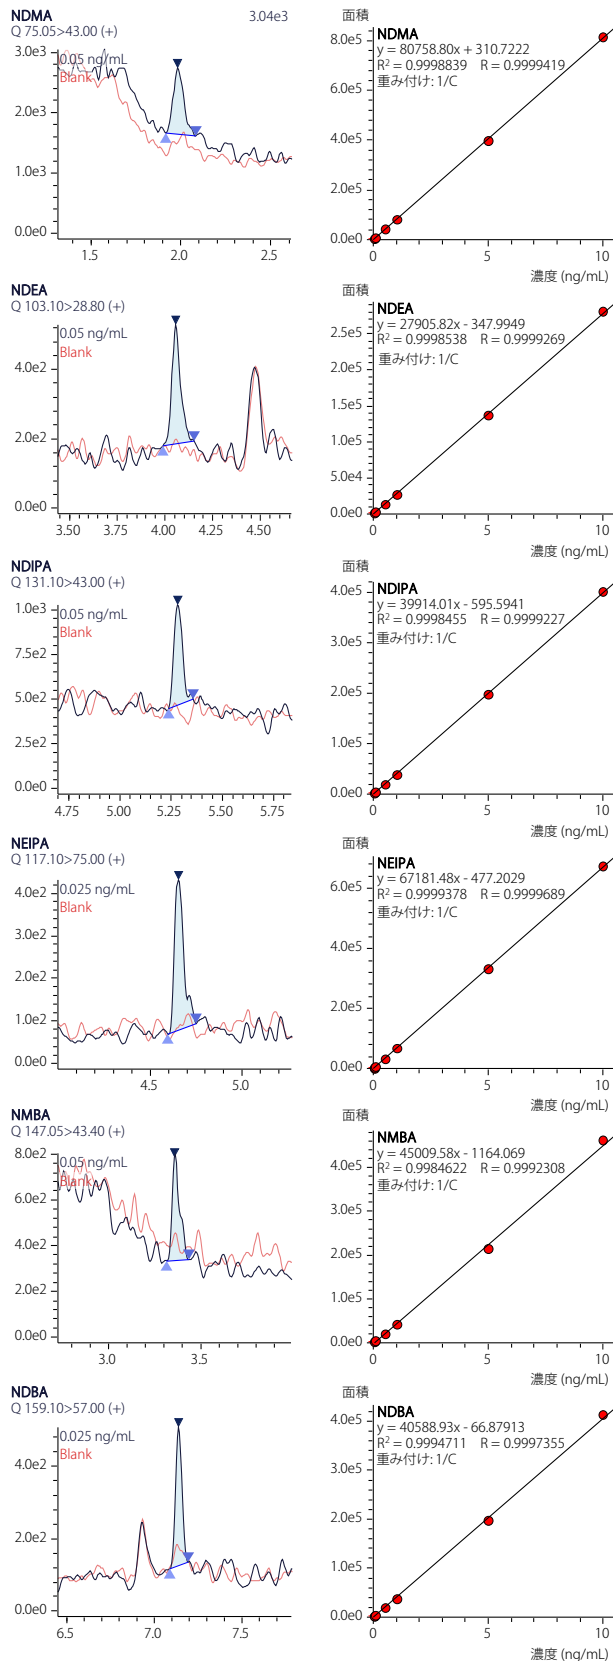 NDMA 3.04e3
Q 75.05>43.00 (+)
0.05 ng/mL
Blank
3.0e3
2.0e3
1.0e3
0.0e0
1.5 2.0 2.5
面積
NDMA
y = 80758.80x + 310.7222
R² = 0.9998839 R = 0.9999419
重み付け: 1/C
8.0e5
6.0e5
4.0e5
2.0e5
0.0e0
0 5 10
濃度 (ng/mL)
NDEA
Q 103.10>28.80 (+)
0.05 ng/mL
Blank
4.0e2
2.0e2
0.0e0
3.50 3.75 4.00 4.25 4.50
面積
NDEA
y = 27905.82x - 347.9949
R² = 0.9998538 R = 0.9999269
重み付け: 1/C
2.5e5
2.0e5
1.5e5
1.0e5
5.0e4
0.0e0
0 5 10
濃度 (ng/mL)
NDIPA
Q 131.10>43.00 (+)
0.05 ng/mL
Blank
1.0e3
7.5e2
5.0e2
2.5e2
0.0e0
4.75 5.00 5.25 5.50 5.75
面積
NDIPA
y = 39914.01x - 595.5941
R² = 0.9998455 R = 0.9999227
重み付け: 1/C
4.0e5
3.0e5
2.0e5
1.0e5
0.0e0
0 5 10
濃度 (ng/mL)
NEIPA
Q 117.10>75.00 (+)
0.025 ng/mL
Blank
4.0e2
3.0e2
2.0e2
1.0e2
0.0e0
4.5 5.0
面積
NEIPA
y = 67181.48x - 477.2029
R² = 0.9999378 R = 0.9999689
重み付け: 1/C
6.0e5
4.0e5
2.0e5
0.0e0
0 5 10
濃度 (ng/mL)
NMBA
Q 147.05>43.40 (+)
0.05 ng/mL
Blank
8.0e2
6.0e2
4.0e2
2.0e2
0.0e0
3.0 3.5
面積
NMBA
y = 45009.58x - 1164.069
R² = 0.9984622 R = 0.9992308
重み付け: 1/C
4.0e5
3.0e5
2.0e5
1.0e5
0.0e0
0 5 10
濃度 (ng/mL)
NDBA
Q 159.10>57.00 (+)
0.025 ng/mL
Blank
4.0e2
2.0e2
0.0e0
6.5 7.0 7.5
面積
NDBA
y = 40588.93x - 66.87913
R² = 0.9994711 R = 0.9997355
重み付け: 1/C
4.0e5
3.0e5
2.0e5
1.0e5
0.0e0
0 5 10
濃度 (ng/mL)